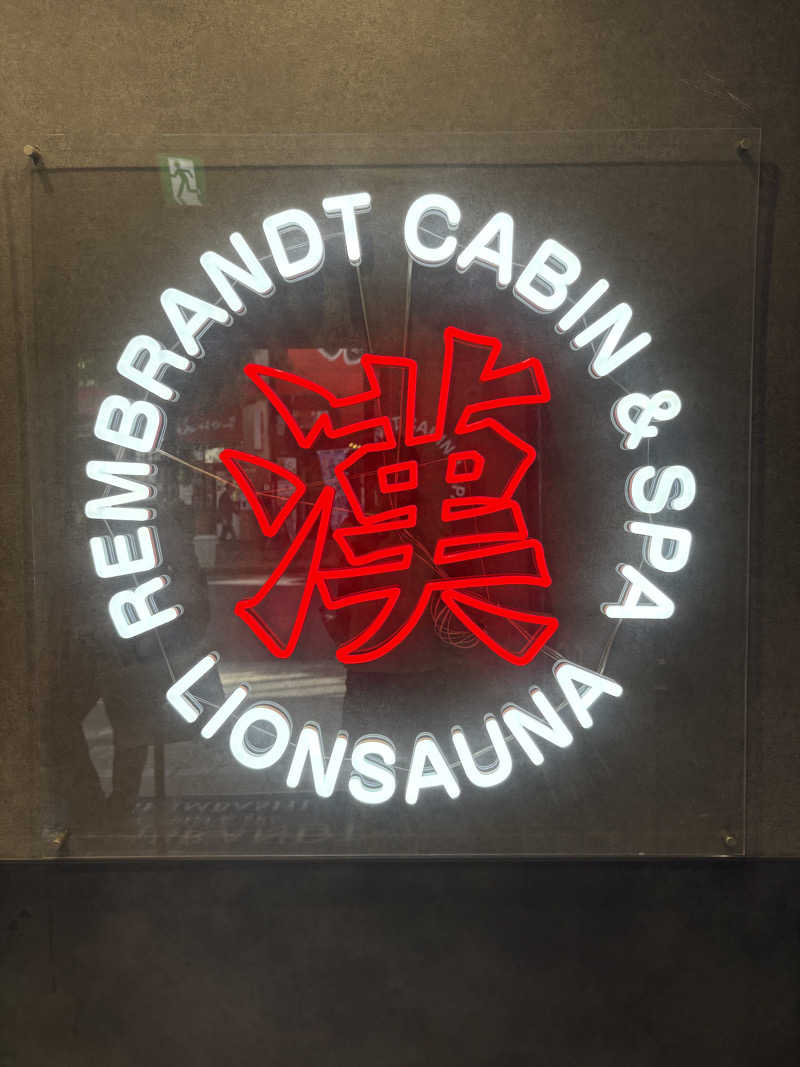 REMBRANDT CABIN & SPA
漢
LIONSAUNA